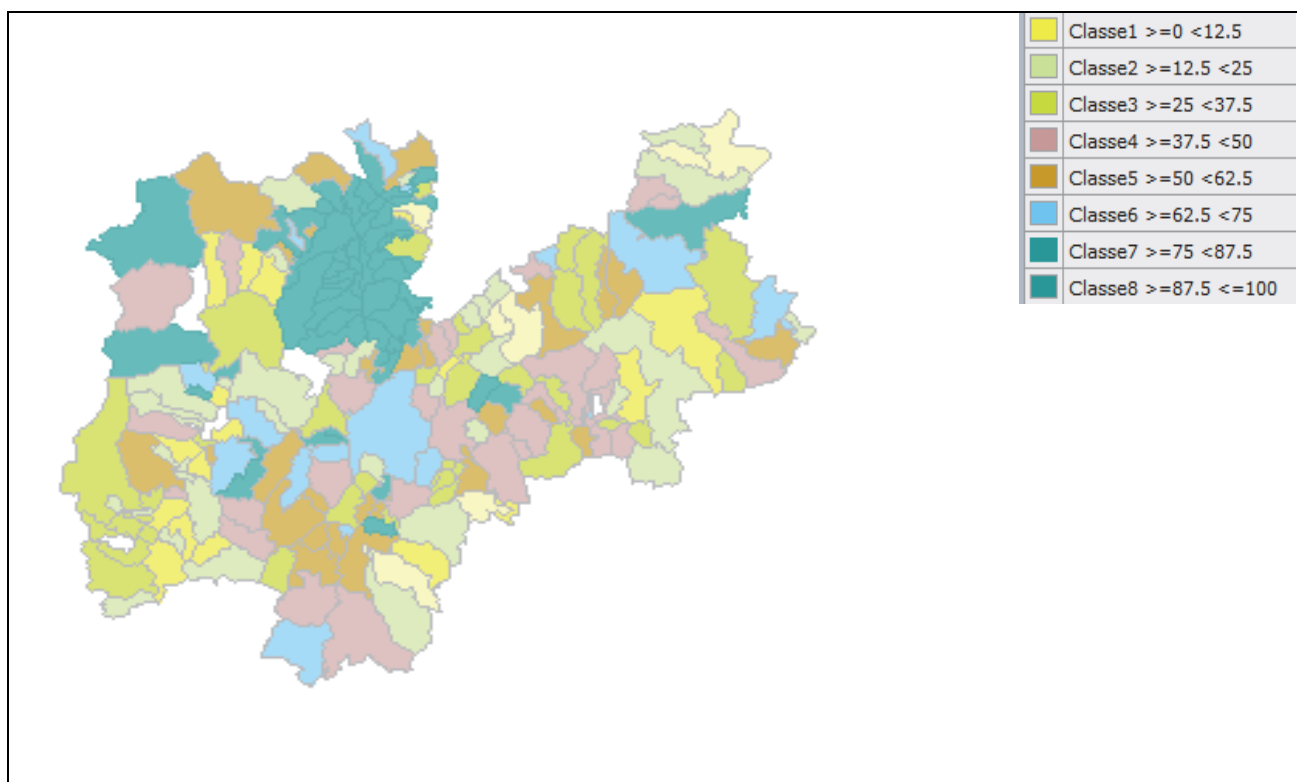 Classe1 >=0 <12.5
Classe2 >=12.5 <25
Classe3 >=25 <37.5
Classe4 >=37.5 <50
Classe5 >=50 <62.5
Classe6 >=62.5 <75
Classe7 >=75 <87.5
Classe8 >=87.5 <=100